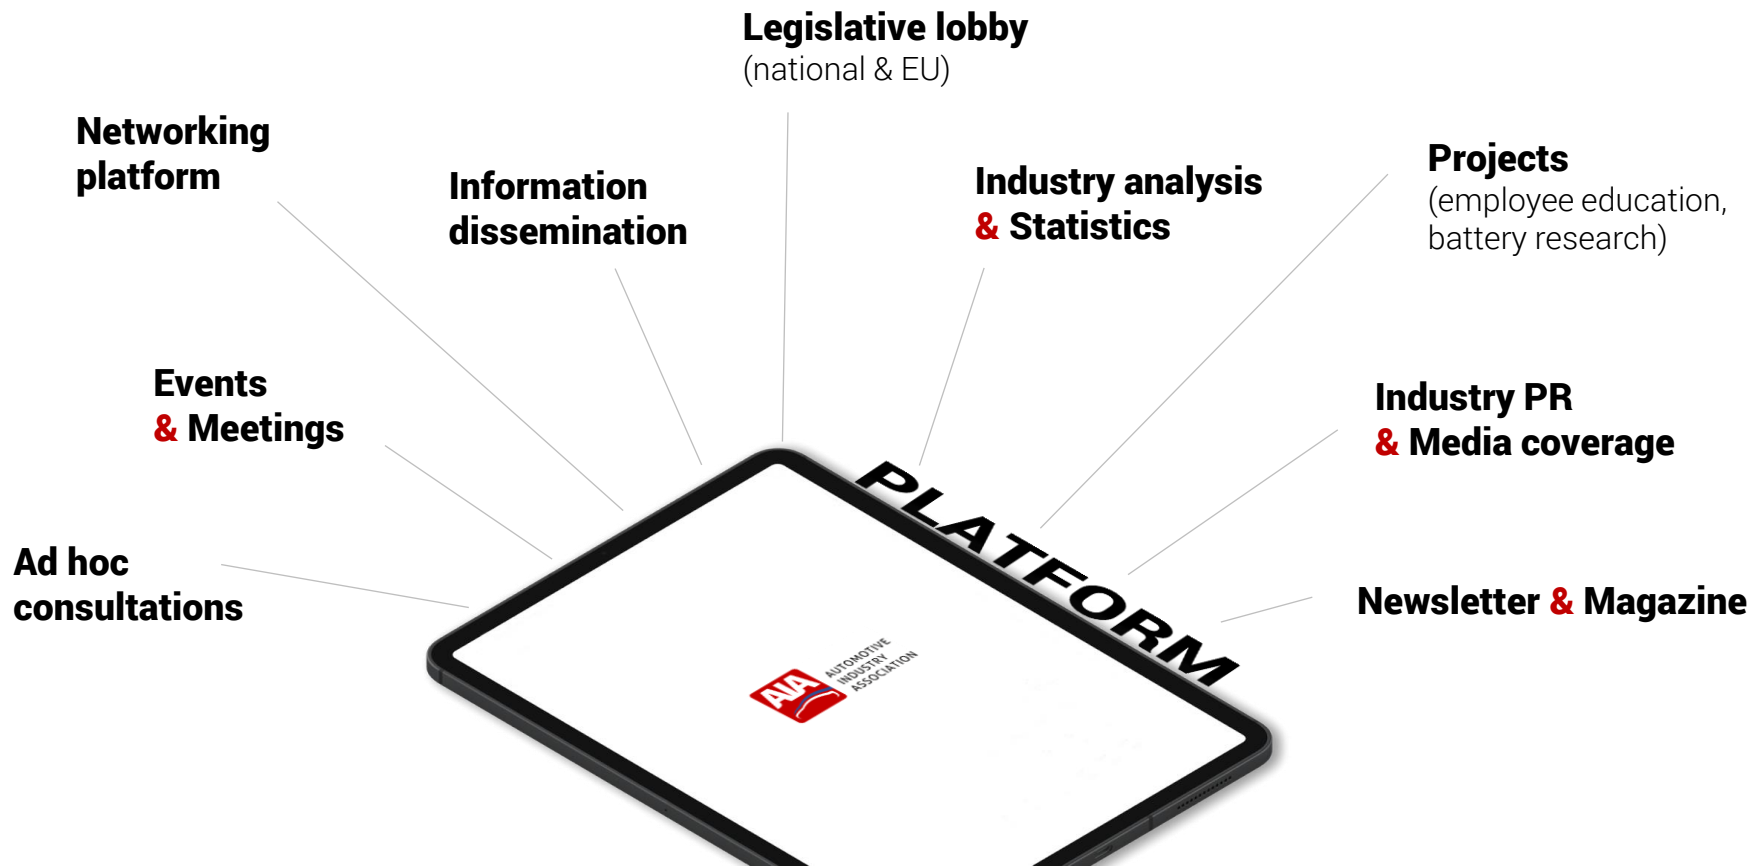 Legislative lobby
(national & EU)
Networking
platform
Information
dissemination
Industry analysis
& Statistics
Projects
(employee education,
battery research)
Events
& Meetings
Industry PR
& Media coverage
Ad hoc
consultations
Newsletter & Magazine
PLATFORM
AIA
AUTOMOTIVE
INDUSTRY
ASSOCIATION